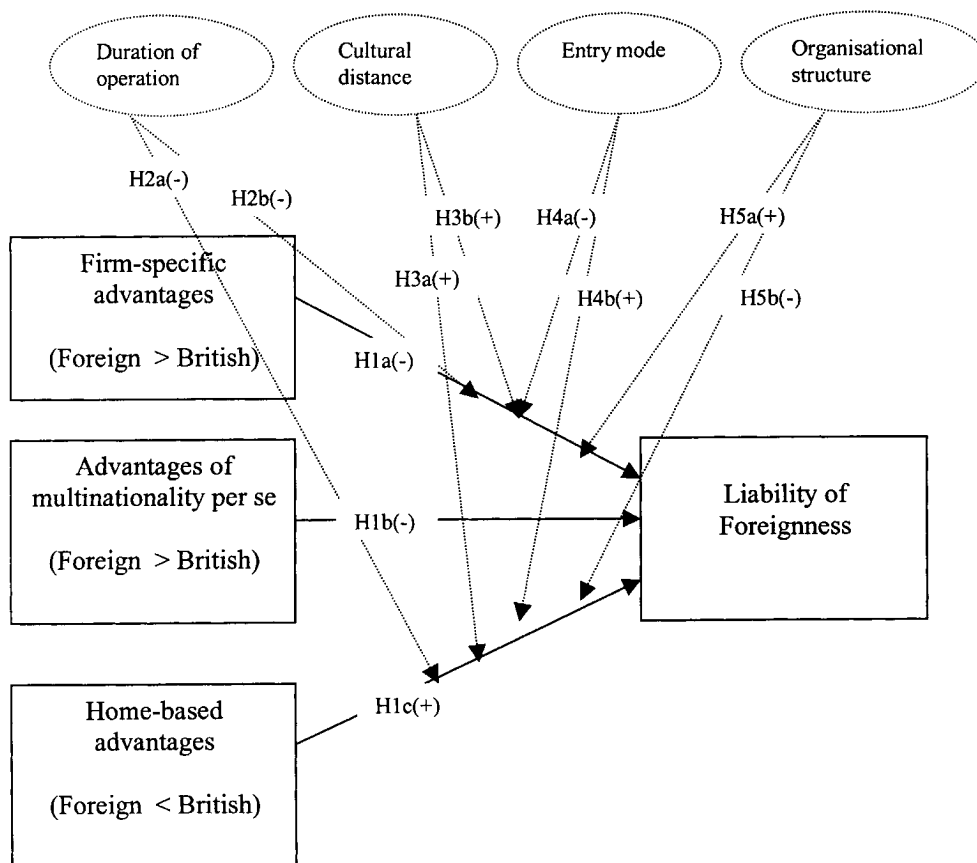 Duration of
operation
Cultural
distance
Entry mode
Organisational
structure
H2a(-)
H2b(-)
H3b(+)
H4a(-)
H5a(+)
H3a(+)
H4b(+)
H5b(-)
Firm-specific
advantages
(Foreign > British)
H1a(-)
Advantages of
multinationality per se
(Foreign > British)
H1b(-)
Liability of
Foreignness
Home-based
advantages
(Foreign < British)
H1c(+)